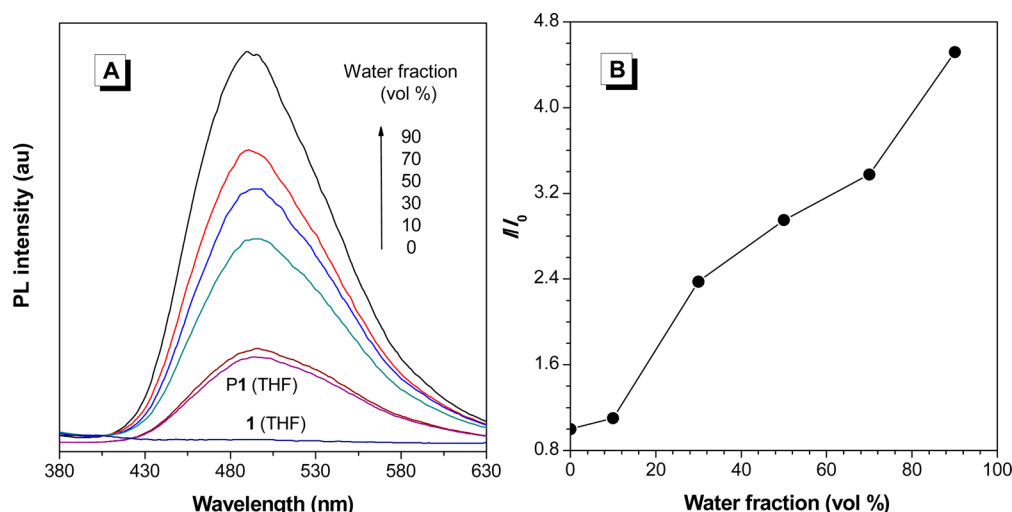 A
Water fraction
(vol %)
90
70
50
30
10
0
P1 (THF)
1 (THF)
PL intensity (au)
380 430 480 530 580 630
Wavelength (nm)
B
4.8
4.0
3.2
2.4
1.6
0.8
I/I0
0 20 40 60 80 100
Water fraction (vol %)